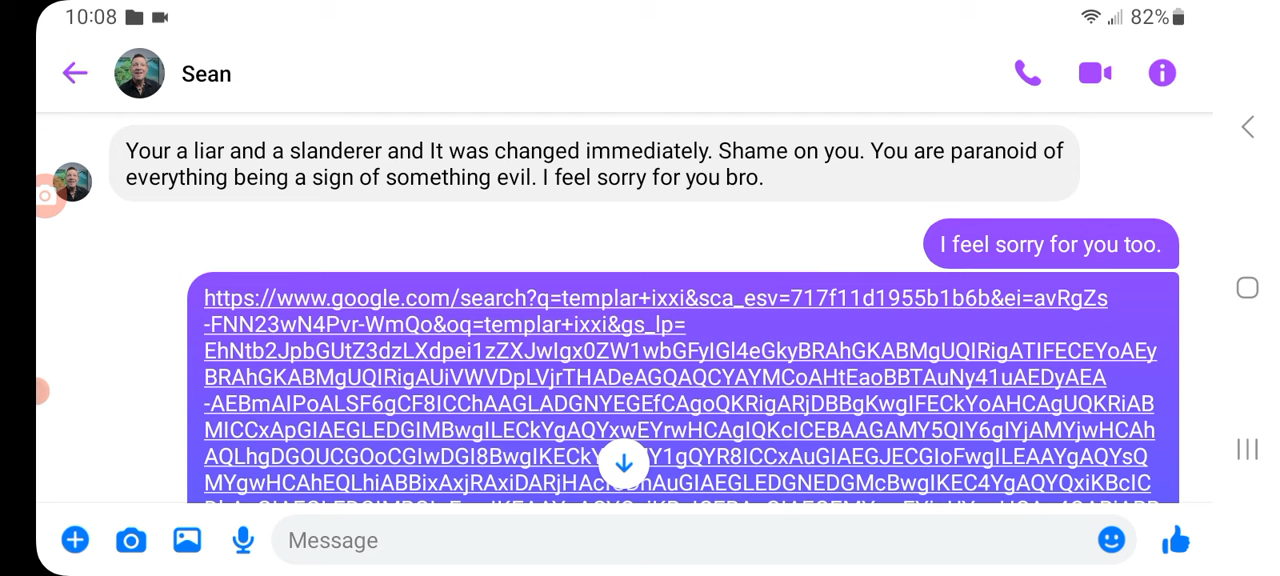 10:08 82%
Sean
Your a liar and a slanderer and It was changed immediately. Shame on you. You are paranoid of
everything being a sign of something evil. I feel sorry for you bro.
I feel sorry for you too.
https://www.google.com/search?q=templar+ixxi&sca_esv=717f11d1955b1b6b&ei=avRgZs
-FNN23wN4Pvr-WmQo&oq=templar+ixxi&gs_lp=
EhNtb2JpbGUtZ3dzLXdpei1zZXJwIgx0ZW1wbGFyIGl4eGkyBRAhGKABMgUQIRigATIFECEYoAEy
BRAhGKABMgUQIRigAUiVWVDpLVjrTHADeAGQAQCYAYMCoAHtEaoBBTAuNy41uAEDyAEA
-AEBmAIPoALSF6gCF8ICChAAGLADGNYEGEfCAgoQKRigARjDBBgKwgIFECkYoAHCAgUQKRiAB
MICCxApGIAEGLEDGIMBwgILECkYgAQYxwEYrwHCAgIQKcICEBAAGAMY5QIY6gIYjAMYjwHCAh
AQLhgDGOUCGOoCGIwDGI8BwgIKECkY
MYgwHCAhEQLhiABBixAxjRAxiDARjHAc
Message